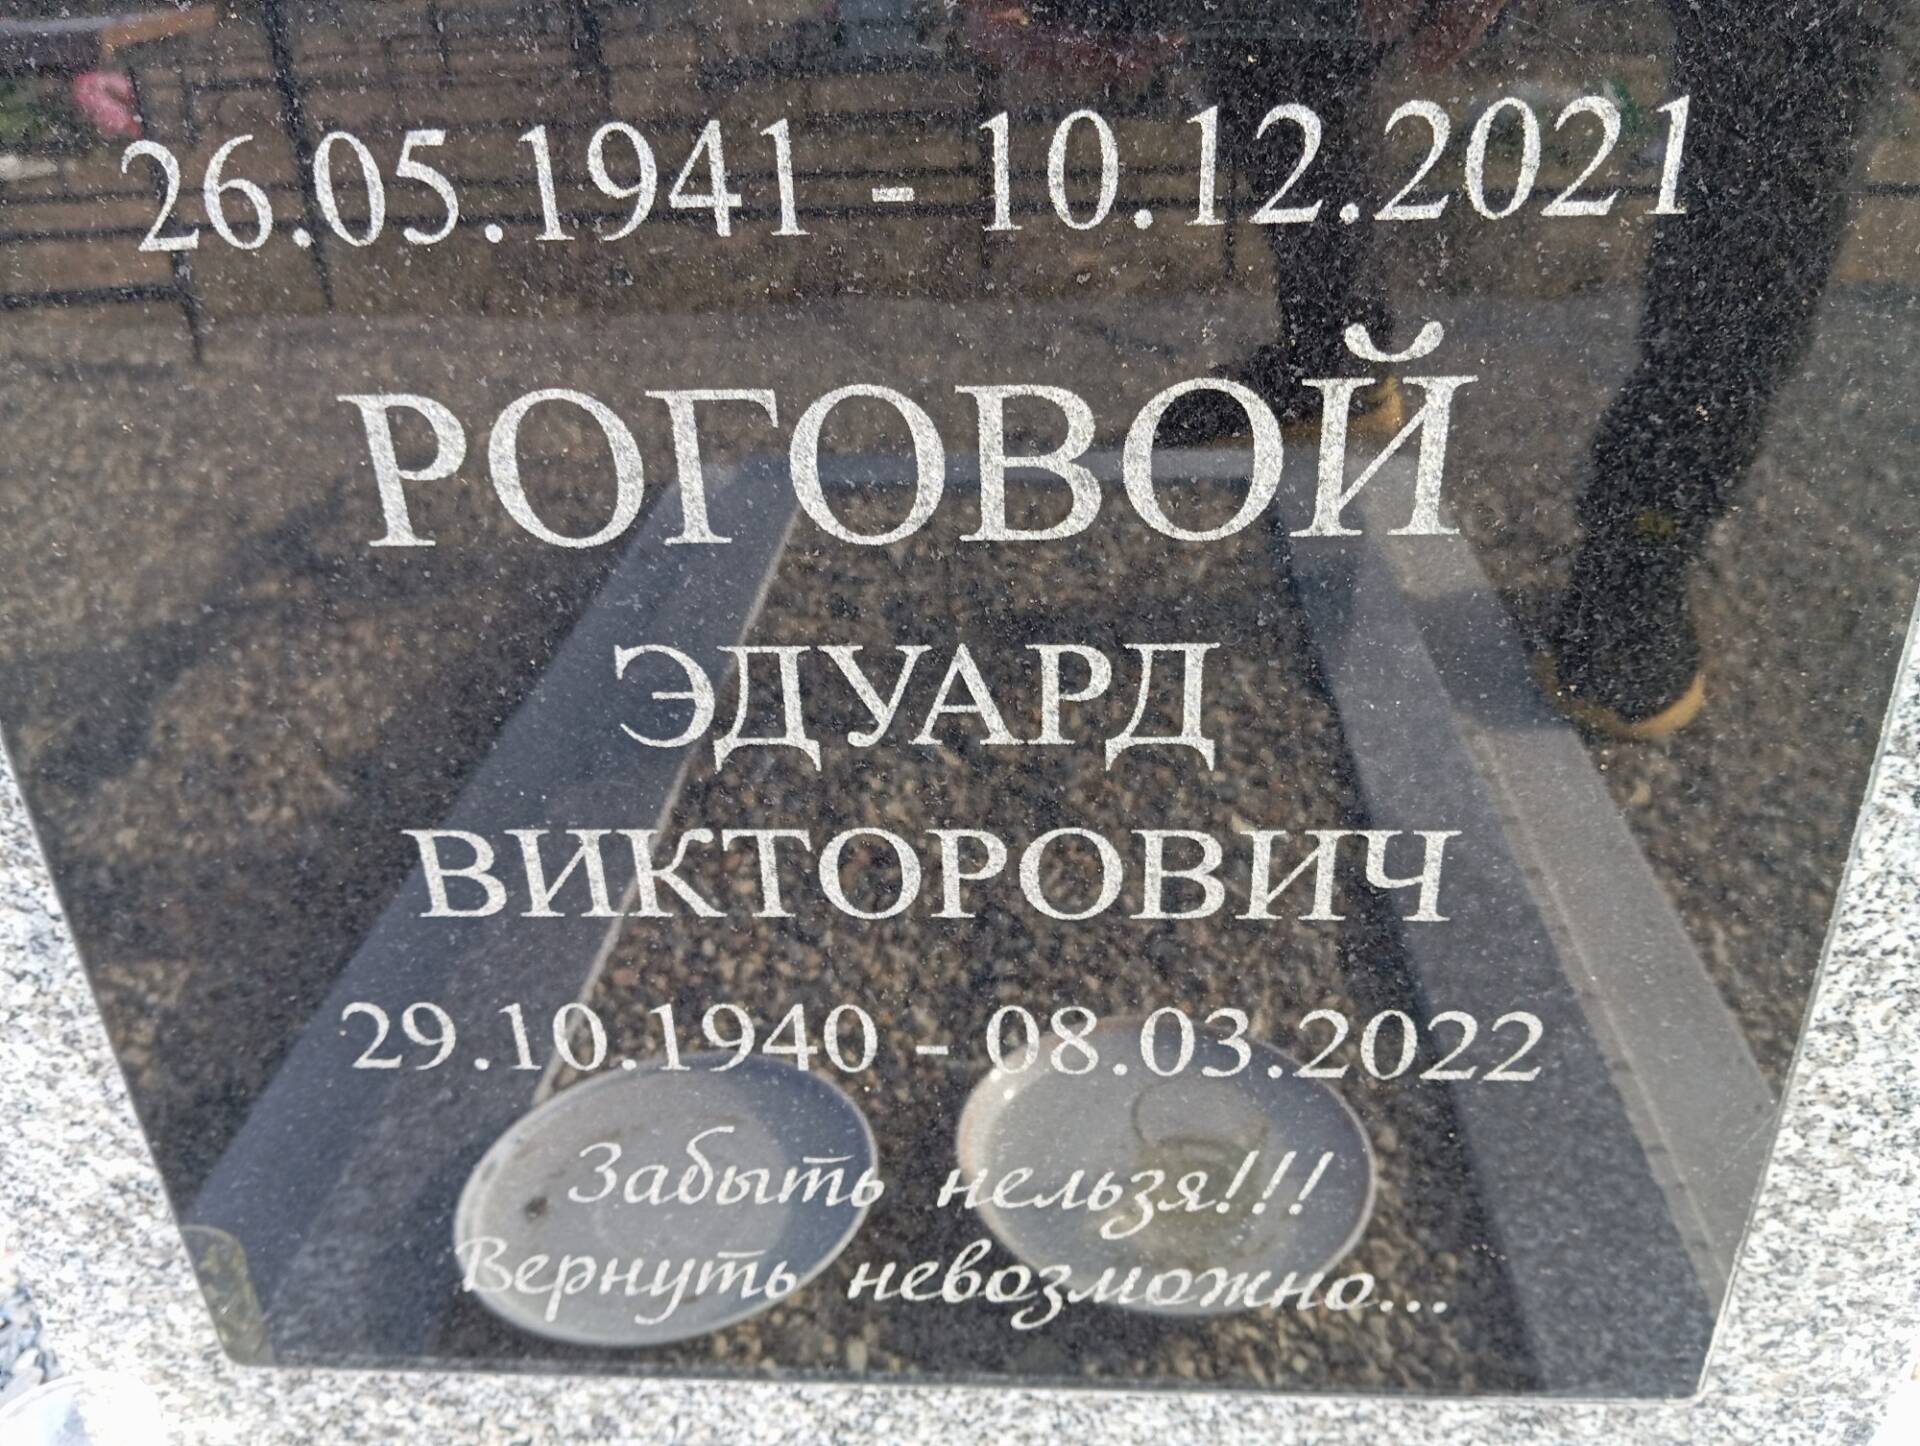 26.05.1941 - 10.12.2021
РОГОВОЙ
ЭДУАРД
ВИКТОРОВИЧ
29.10.1940 - 08.03.2022
Забыть нельзя!!!
Вернуть невозможно...